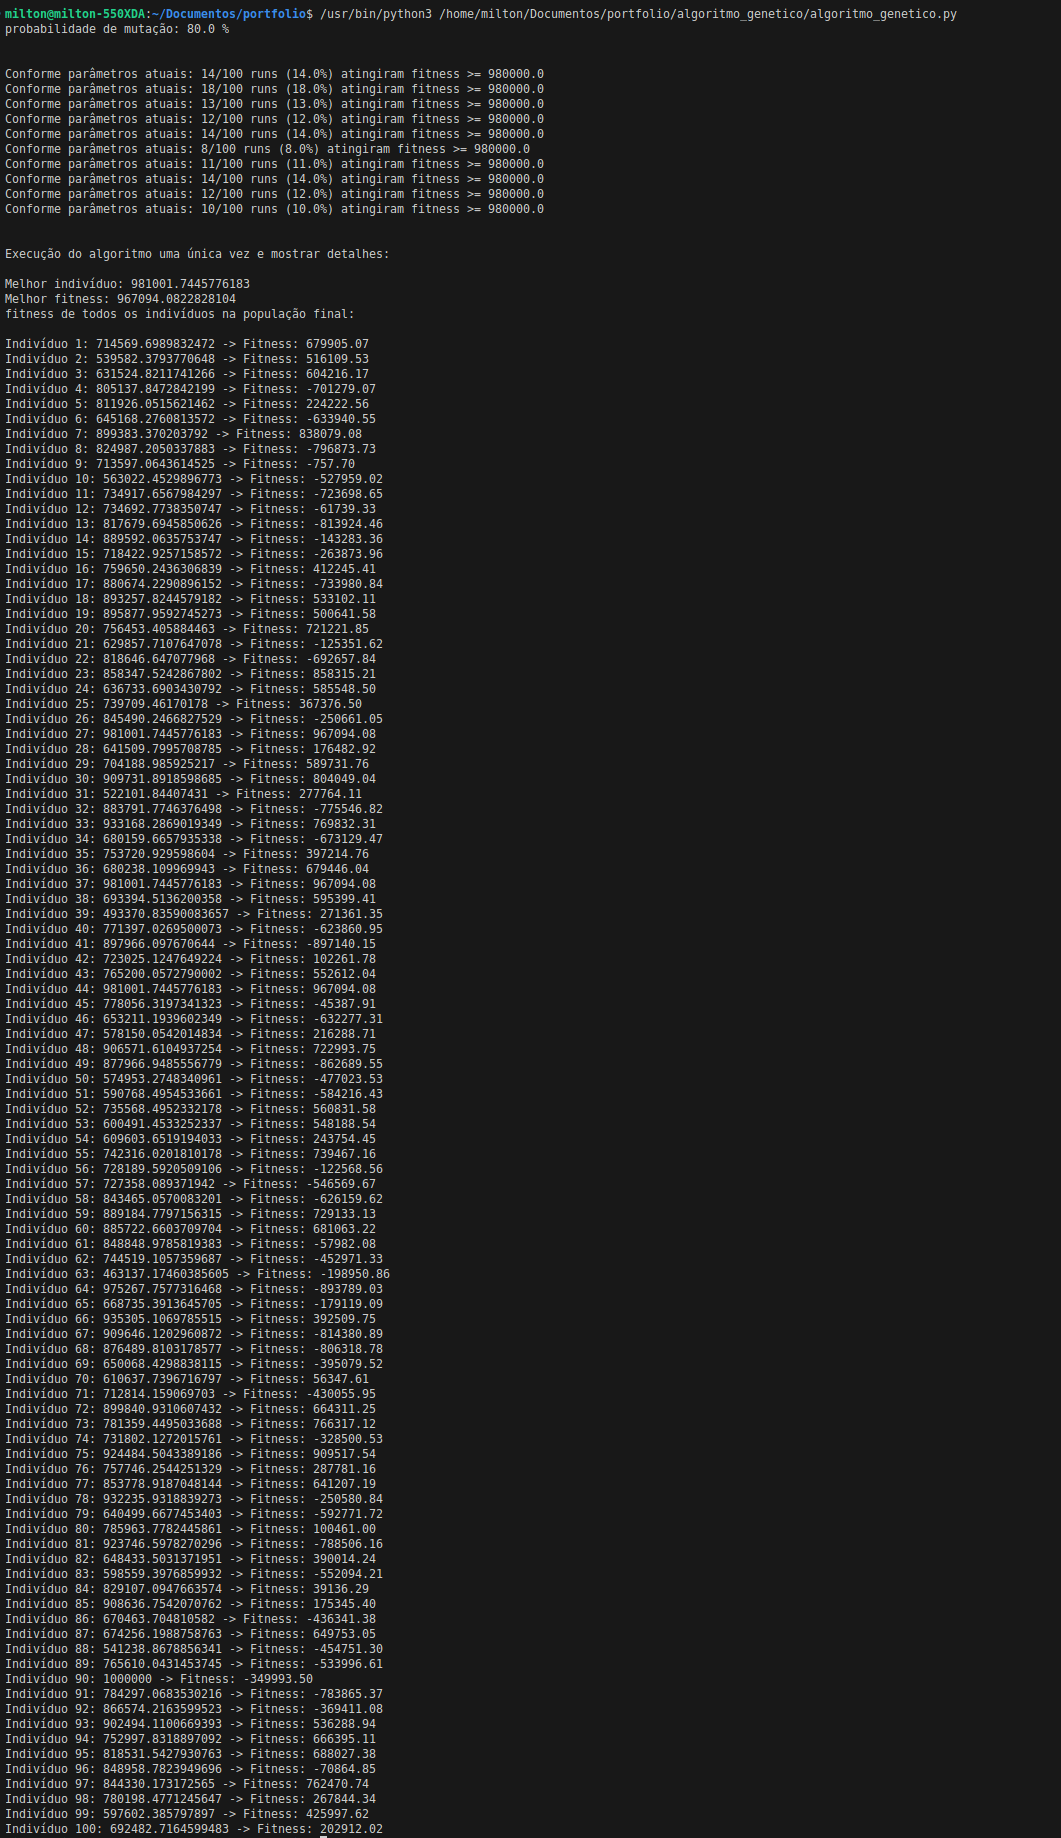 milton@milton-550XDA:~/Documentos/portfolio$ /usr/bin/python3 /home/milton/Documentos/portfolio/algoritmo_genetico/algoritmo_genetico.py
probabilidade de mutação: 80.0 %
Conforme parâmetros atuais: 14/100 runs (14.0%) atingiram fitness >= 980000.0
Conforme parâmetros atuais: 18/100 runs (18.0%) atingiram fitness >= 980000.0
Conforme parâmetros atuais: 13/100 runs (13.0%) atingiram fitness >= 980000.0
Conforme parâmetros atuais: 12/100 runs (12.0%) atingiram fitness >= 980000.0
Conforme parâmetros atuais: 14/100 runs (14.0%) atingiram fitness >= 980000.0
Conforme parâmetros atuais: 8/100 runs (8.0%) atingiram fitness >= 980000.0
Conforme parâmetros atuais: 11/100 runs (11.0%) atingiram fitness >= 980000.0
Conforme parâmetros atuais: 14/100 runs (14.0%) atingiram fitness >= 980000.0
Conforme parâmetros atuais: 12/100 runs (12.0%) atingiram fitness >= 980000.0
Conforme parâmetros atuais: 10/100 runs (10.0%) atingiram fitness >= 980000.0
Execução do algoritmo uma única vez e mostrar detalhes:
Melhor indivíduo: 981001.7445776183
Melhor fitness: 967094.0822828104
fitness de todos os indivíduos na população final:
Indivíduo 1: 714569.6989832472 -> Fitness: 679905.07
Indivíduo 2: 539582.3793770648 -> Fitness: 516109.53
Indivíduo 3: 631524.8211741266 -> Fitness: 604216.17
Indivíduo 4: 805137.8472842199 -> Fitness: -701279.07
Indivíduo 5: 811926.0515621462 -> Fitness: 224222.56
Indivíduo 6: 645168.2760813572 -> Fitness: -633940.55
Indivíduo 7: 899383.370203792 -> Fitness: 838079.08
Indivíduo 8: 824987.2050337883 -> Fitness: -796873.73
Indivíduo 9: 713597.0643614525 -> Fitness: -757.70
Indivíduo 10: 563022.4529896773 -> Fitness: -527959.02
Indivíduo 11: 734917.6567984297 -> Fitness: -723698.65
Indivíduo 12: 734692.7738350747 -> Fitness: -61739.33
Indivíduo 13: 817679.6945850626 -> Fitness: -813924.46
Indivíduo 14: 889592.0635753747 -> Fitness: -143283.36
Indivíduo 15: 718422.9257158572 -> Fitness: -263873.96
Indivíduo 16: 759650.2436306839 -> Fitness: 412245.41
Indivíduo 17: 880674.2290896152 -> Fitness: -733980.84
Indivíduo 18: 893257.8244579182 -> Fitness: 533102.11
Indivíduo 19: 895877.9592745273 -> Fitness: 500641.58
Indivíduo 20: 756453.405884463 -> Fitness: 721221.85
Indivíduo 21: 629857.7107647078 -> Fitness: -125351.62
Indivíduo 22: 818646.647077968 -> Fitness: -692657.84
Indivíduo 23: 858347.5242867802 -> Fitness: 858315.21
Indivíduo 24: 636733.6903430792 -> Fitness: 585548.50
Indivíduo 25: 739709.46170178 -> Fitness: 367376.50
Indivíduo 26: 845490.2466827529 -> Fitness: -250661.05
Indivíduo 27: 981001.7445776183 -> Fitness: 967094.08
Indivíduo 28: 641509.7995708785 -> Fitness: 176482.92
Indivíduo 29: 704188.985925217 -> Fitness: 589731.76
Indivíduo 30: 909731.8918598685 -> Fitness: 804049.04
Indivíduo 31: 522101.84407431 -> Fitness: 277764.11
Indivíduo 32: 883791.7746376498 -> Fitness: -775546.82
Indivíduo 33: 933168.2869019349 -> Fitness: 769832.31
Indivíduo 34: 680159.6657935338 -> Fitness: -673129.47
Indivíduo 35: 753720.929598604 -> Fitness: 397214.76
Indivíduo 36: 680238.109969943 -> Fitness: 679446.04
Indivíduo 37: 981001.7445776183 -> Fitness: 967094.08
Indivíduo 38: 693394.5136200358 -> Fitness: 595399.41
Indivíduo 39: 493370.83590083657 -> Fitness: 271361.35
Indivíduo 40: 771397.0269500073 -> Fitness: -623860.95
Indivíduo 41: 897966.097670644 -> Fitness: -897140.15
Indivíduo 42: 723025.1247649224 -> Fitness: 102261.78
Indivíduo 43: 765200.0572790002 -> Fitness: 552612.04
Indivíduo 44: 981001.7445776183 -> Fitness: 967094.08
Indivíduo 45: 778056.3197341323 -> Fitness: -45387.91
Indivíduo 46: 653211.1939602349 -> Fitness: -632277.31
Indivíduo 47: 578150.0542014834 -> Fitness: 216288.71
Indivíduo 48: 906571.6104937254 -> Fitness: 722993.75
Indivíduo 49: 877966.9485556779 -> Fitness: -862689.55
Indivíduo 50: 574953.2748340961 -> Fitness: -477023.53
Indivíduo 51: 590768.4954533661 -> Fitness: -584216.43
Indivíduo 52: 735568.4952332178 -> Fitness: 560831.58
Indivíduo 53: 600491.4533252337 -> Fitness: 548188.54
Indivíduo 54: 609603.6519194033 -> Fitness: 243754.45
Indivíduo 55: 742316.0201810178 -> Fitness: 739467.16
Indivíduo 56: 728189.5920509106 -> Fitness: -122568.56
Indivíduo 57: 727358.089371942 -> Fitness: -546569.67
Indivíduo 58: 843465.0570083201 -> Fitness: -626159.62
Indivíduo 59: 889184.7797156315 -> Fitness: 729133.13
Indivíduo 60: 885722.6603709704 -> Fitness: 681063.22
Indivíduo 61: 848848.9785819383 -> Fitness: -57982.08
Indivíduo 62: 744519.1057359687 -> Fitness: -452971.33
Indivíduo 63: 463137.17460385605 -> Fitness: -198950.86
Indivíduo 64: 975267.7577316468 -> Fitness: -893789.03
Indivíduo 65: 668735.3913645705 -> Fitness: -179119.09
Indivíduo 66: 935305.1069785515 -> Fitness: 392509.75
Indivíduo 67: 909646.1202960872 -> Fitness: -814380.89
Indivíduo 68: 876489.8103178577 -> Fitness: -806318.78
Indivíduo 69: 650068.4298838115 -> Fitness: -395079.52
Indivíduo 70: 610637.7396716797 -> Fitness: 56347.61
Indivíduo 71: 712814.159069703 -> Fitness: -430055.95
Indivíduo 72: 899840.9310607432 -> Fitness: 664311.25
Indivíduo 73: 781359.4495033688 -> Fitness: 766317.12
Indivíduo 74: 731802.1272015761 -> Fitness: -328500.53
Indivíduo 75: 924484.5043389186 -> Fitness: 909517.54
Indivíduo 76: 757746.2544251329 -> Fitness: 287781.16
Indivíduo 77: 853778.9187048144 -> Fitness: 641207.19
Indivíduo 78: 932235.9318839273 -> Fitness: -250580.84
Indivíduo 79: 640499.6677453403 -> Fitness: -592771.72
Indivíduo 80: 785963.7782445861 -> Fitness: 100461.00
Indivíduo 81: 923746.5978270296 -> Fitness: -788506.16
Indivíduo 82: 648433.5031371951 -> Fitness: 390014.24
Indivíduo 83: 598559.3976859932 -> Fitness: -552094.21
Indivíduo 84: 829107.0947663574 -> Fitness: 39136.29
Indivíduo 85: 908636.7542070762 -> Fitness: 175345.40
Indivíduo 86: 670463.704810582 -> Fitness: -436341.38
Indivíduo 87: 674256.1988758763 -> Fitness: 649753.05
Indivíduo 88: 541238.8678856341 -> Fitness: -454751.30
Indivíduo 89: 765610.0431453745 -> Fitness: -533996.61
Indivíduo 90: 1000000 -> Fitness: -349993.50
Indivíduo 91: 784297.0683530216 -> Fitness: -783865.37
Indivíduo 92: 866574.2163599523 -> Fitness: -369411.08
Indivíduo 93: 902494.1100669393 -> Fitness: 536288.94
Indivíduo 94: 752997.8318897092 -> Fitness: 666395.11
Indivíduo 95: 818531.5427930763 -> Fitness: 688027.38
Indivíduo 96: 848958.7823949696 -> Fitness: -70864.85
Indivíduo 97: 844330.173172565 -> Fitness: 762470.74
Indivíduo 98: 780198.4771245647 -> Fitness: 267844.34
Indivíduo 99: 597602.385797897 -> Fitness: 425997.62
Indivíduo 100: 692482.7164599483 -> Fitness: 202912.02